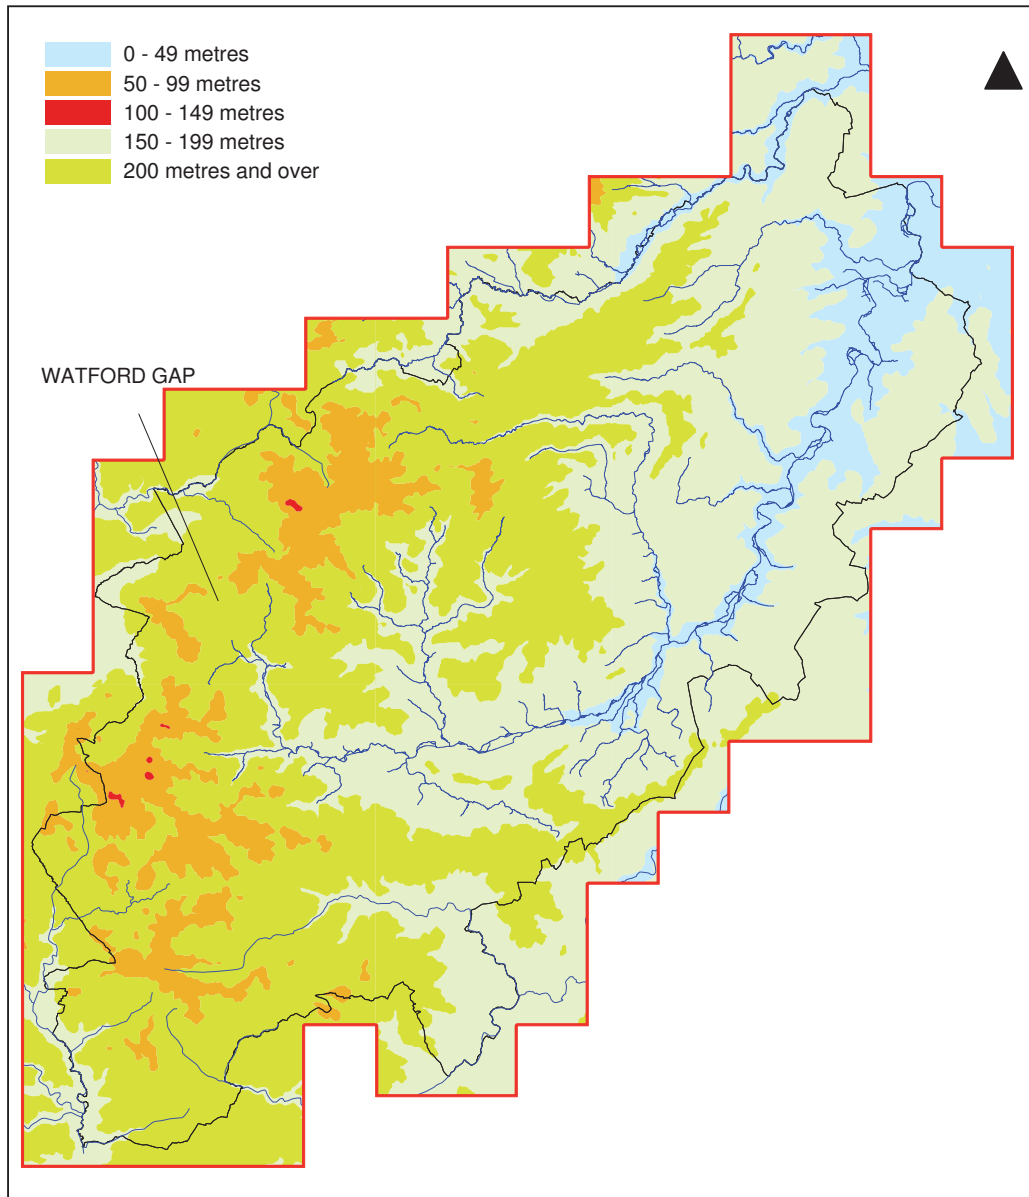 0 - 49 metres
50 - 99 metres
100 - 149 metres
150 - 199 metres
200 metres and over
WATFORD GAP